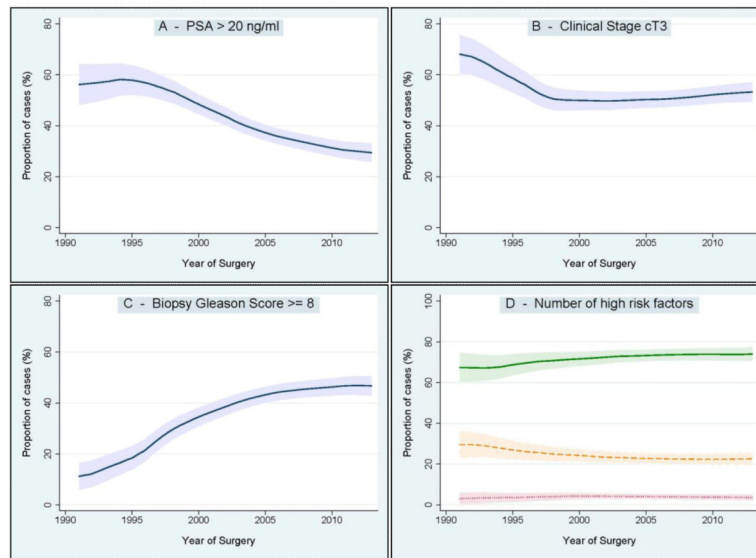 A - PSA > 20 ng/ml
Proportion of cases (%)
80
60
40
20
0
1990 1995 2000 2005 2010
Year of Surgery
B - Clinical Stage cT3
Proportion of cases (%)
80
60
40
20
0
1990 1995 2000 2005 2010
Year of Surgery
C - Biopsy Gleason Score >= 8
Proportion of cases (%)
80
60
40
20
0
1990 1995 2000 2005 2010
Year of Surgery
D - Number of high risk factors
Proportion of cases (%)
100
80
60
40
20
0
1990 1995 2000 2005 2010
Year of Surgery